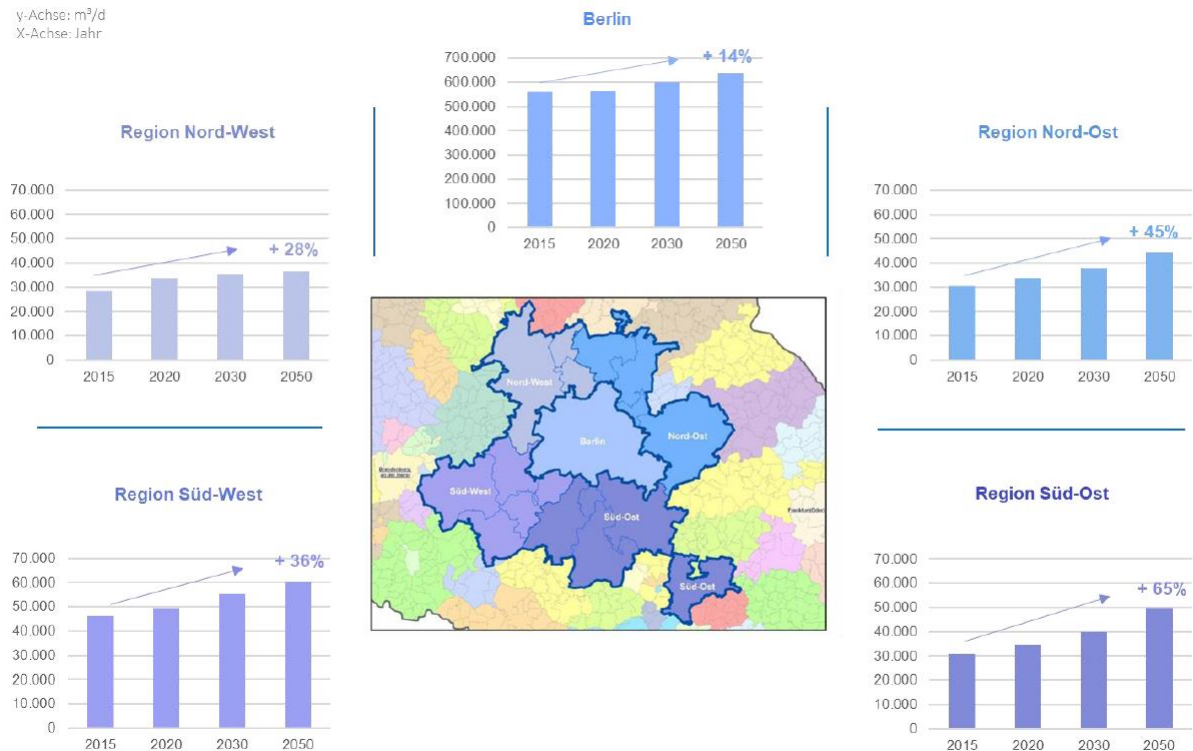 y-Achse: m³/d
X-Achse: Jahr
Berlin
700.000
600.000
500.000
400.000
300.000
200.000
100.000
0
+ 14%
2015 2020 2030 2050
Region Nord-West
70.000
60.000
50.000
40.000
30.000
20.000
10.000
0
+ 28%
2015 2020 2030 2050
Region Nord-Ost
70.000
60.000
50.000
40.000
30.000
20.000
10.000
0
+ 45%
2015 2020 2030 2050
Nord-West
Berlin
Nord-Ost
Süd-West
Süd-Ost
Süd-Ost
Region Süd-West
70.000
60.000
50.000
40.000
30.000
20.000
10.000
0
+ 36%
2015 2020 2030 2050
Region Süd-Ost
70.000
60.000
50.000
40.000
30.000
20.000
10.000
0
+ 65%
2015 2020 2030 2050